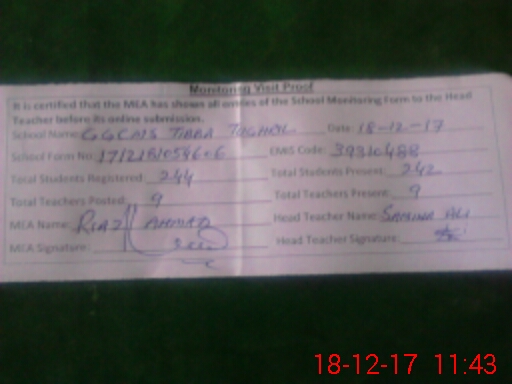 Monitoring Visit Proof
It is certified that the MEA has shown all entries of the School Monitoring Form to the Head
Teacher before its online submission.
School Name: GGCMS TIBBA TUGHRAL Date: 18-12-17
School Form No: EMIS Code: 39310488
Total Students Registered: 244 Total Students Present: 242
Total Teachers Posted: 9 Total Teachers Present: 9
MEA Name: RIAZ AHMAD Head Teacher Name: SAMINA ALI
MEA Signature: Head Teacher Signature:
18-12-17 11:43